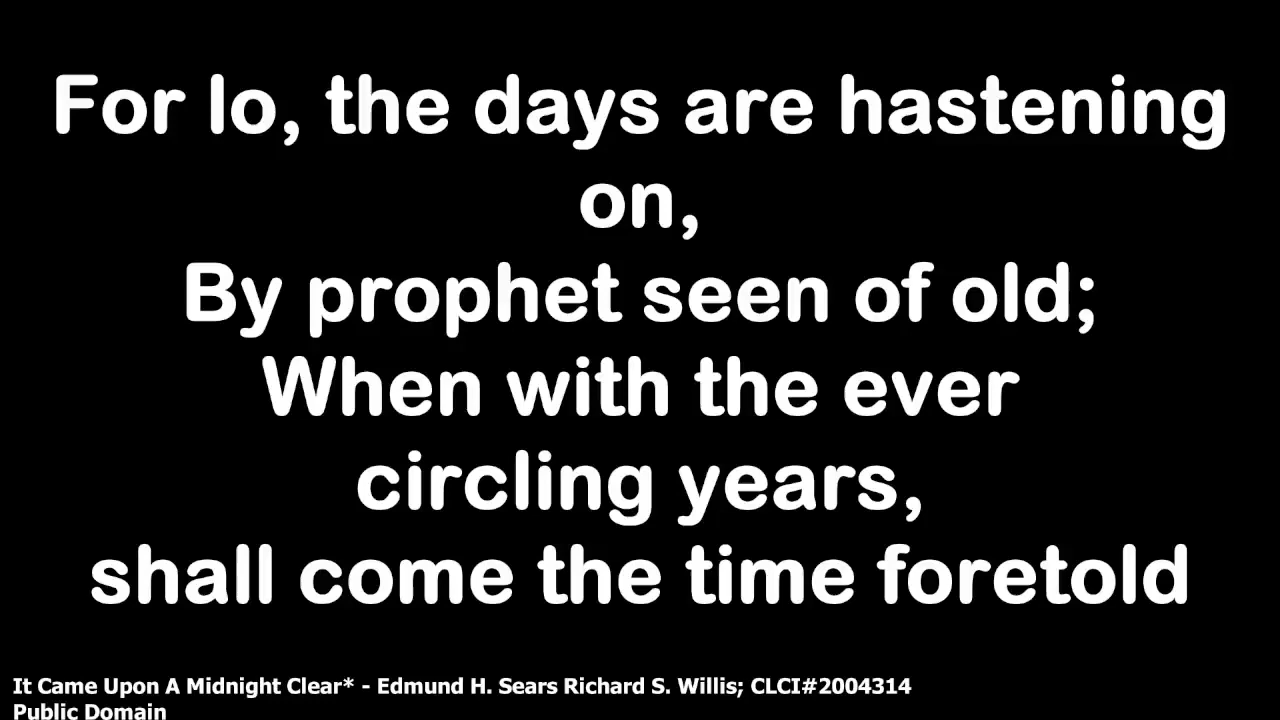 For lo, the days are hastening
on,
By prophet seen of old;
When with the ever
circling years,
shall come the time foretold
It Came Upon A Midnight Clear* - Edmund H. Sears Richard S. Willis; CLCI#2004314
Public Domain